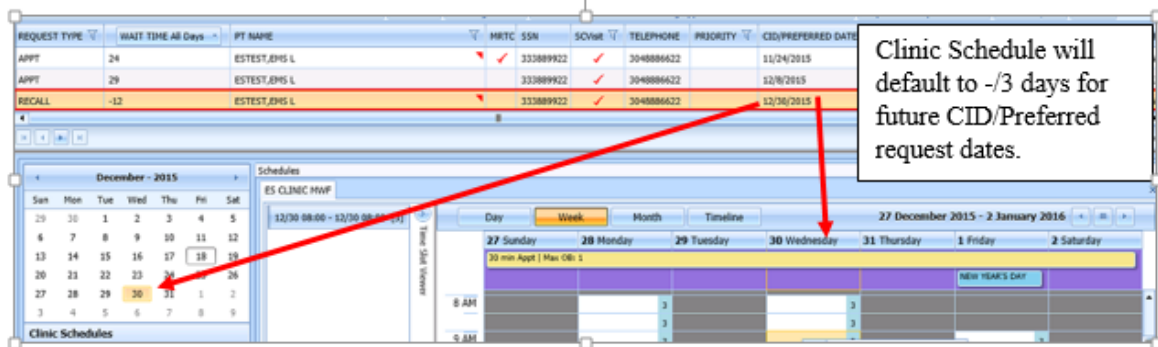 REQUEST TYPE WAIT TIME All Days PT NAME MRTC SSN SCVisit TELEPHONE PRIORITY CID/PREFERRED DATE
APPT 24 ESTEST,EMS L 333889922 3048886622 11/24/2015
APPT 29 ESTEST,EMS L 333889922 3048886622 12/8/2015
RECALL -12 ESTEST,EMS L 333889922 3048886622 12/30/2015
Clinic Schedule will
default to -/3 days for
future CID/Preferred
request dates.
December - 2015
Sun Mon Tue Wed Thu Fri Sat
29 30 1 2 3 4 5
6 7 8 9 10 11 12
13 14 15 16 17 18 19
20 21 22 23 24 25 26
27 28 29 30 31 1 2
3 4 5 6 7 8 9
Clinic Schedules
Schedules
ES CLINIC MWF
12/30 08:00 - 12/30 08:00 [3]
Time Slot Viewer
Day Week Month Timeline 27 December 2015 - 2 January 2016
27 Sunday 28 Monday 29 Tuesday 30 Wednesday 31 Thursday 1 Friday 2 Saturday
30 min Appt | Max OB: 1
NEW YEAR'S DAY
8 AM 3 3
3 3
9 AM